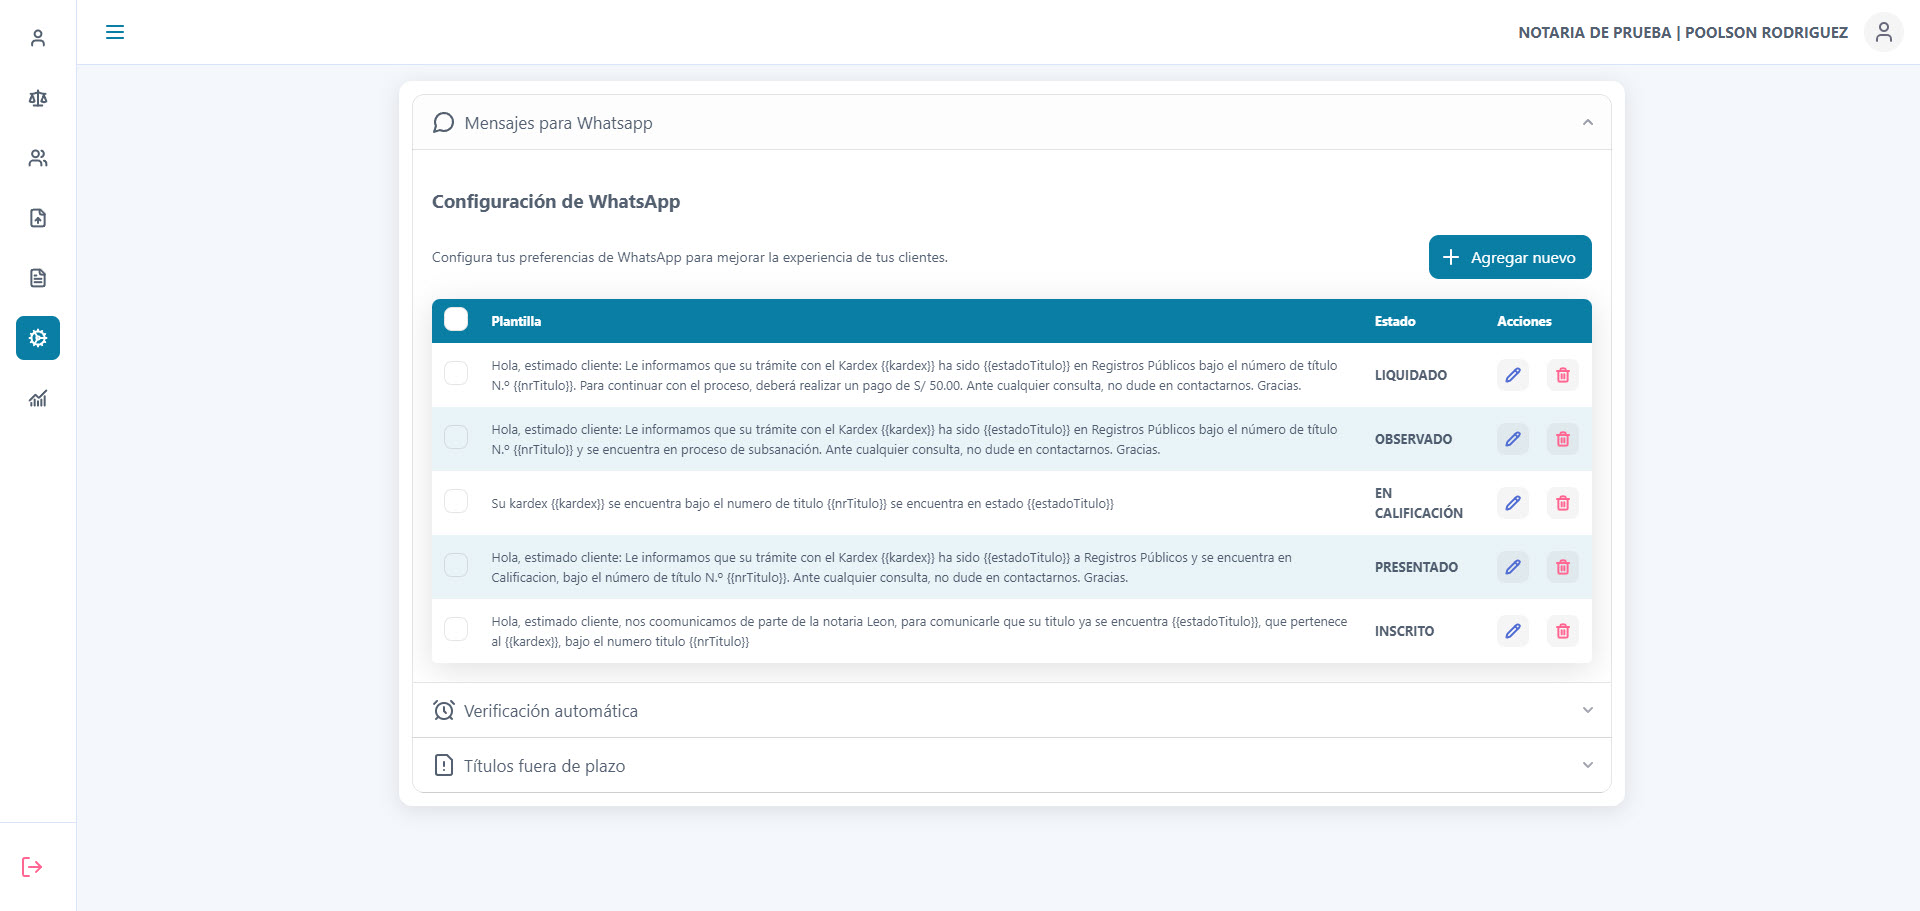 NOTARIA DE PRUEBA | POOLSON RODRIGUEZ
Mensajes para Whatsapp
Configuración de WhatsApp
Configura tus preferencias de WhatsApp para mejorar la experiencia de tus clientes.
Agregar nuevo
Plantilla
Estado
Acciones
Hola, estimado cliente: Le informamos que su trámite con el Kardex {{kardex}} ha sido {{estadoTitulo}} en Registros Públicos bajo el número de título
N.º {{nrTitulo}}. Para continuar con el proceso, deberá realizar un pago de S/ 50.00. Ante cualquier consulta, no dude en contactarnos. Gracias.
LIQUIDADO
Hola, estimado cliente: Le informamos que su trámite con el Kardex {{kardex}} ha sido {{estadoTitulo}} en Registros Públicos bajo el número de título
N.º {{nrTitulo}} y se encuentra en proceso de subsanación. Ante cualquier consulta, no dude en contactarnos. Gracias.
OBSERVADO
Su kardex {{kardex}} se encuentra bajo el numero de titulo {{nrTitulo}} se encuentra en estado {{estadoTitulo}}
EN
CALIFICACIÓN
Hola, estimado cliente: Le informamos que su trámite con el Kardex {{kardex}} ha sido {{estadoTitulo}} a Registros Públicos y se encuentra en
Calificacion, bajo el número de título N.º {{nrTitulo}}. Ante cualquier consulta, no dude en contactarnos. Gracias.
PRESENTADO
Hola, estimado cliente, nos coomunicamos de parte de la notaria Leon, para comunicarle que su titulo ya se encuentra {{estadoTitulo}}, que pertenece
al {{kardex}}, bajo el numero titulo {{nrTitulo}}
INSCRITO
Verificación automática
Títulos fuera de plazo